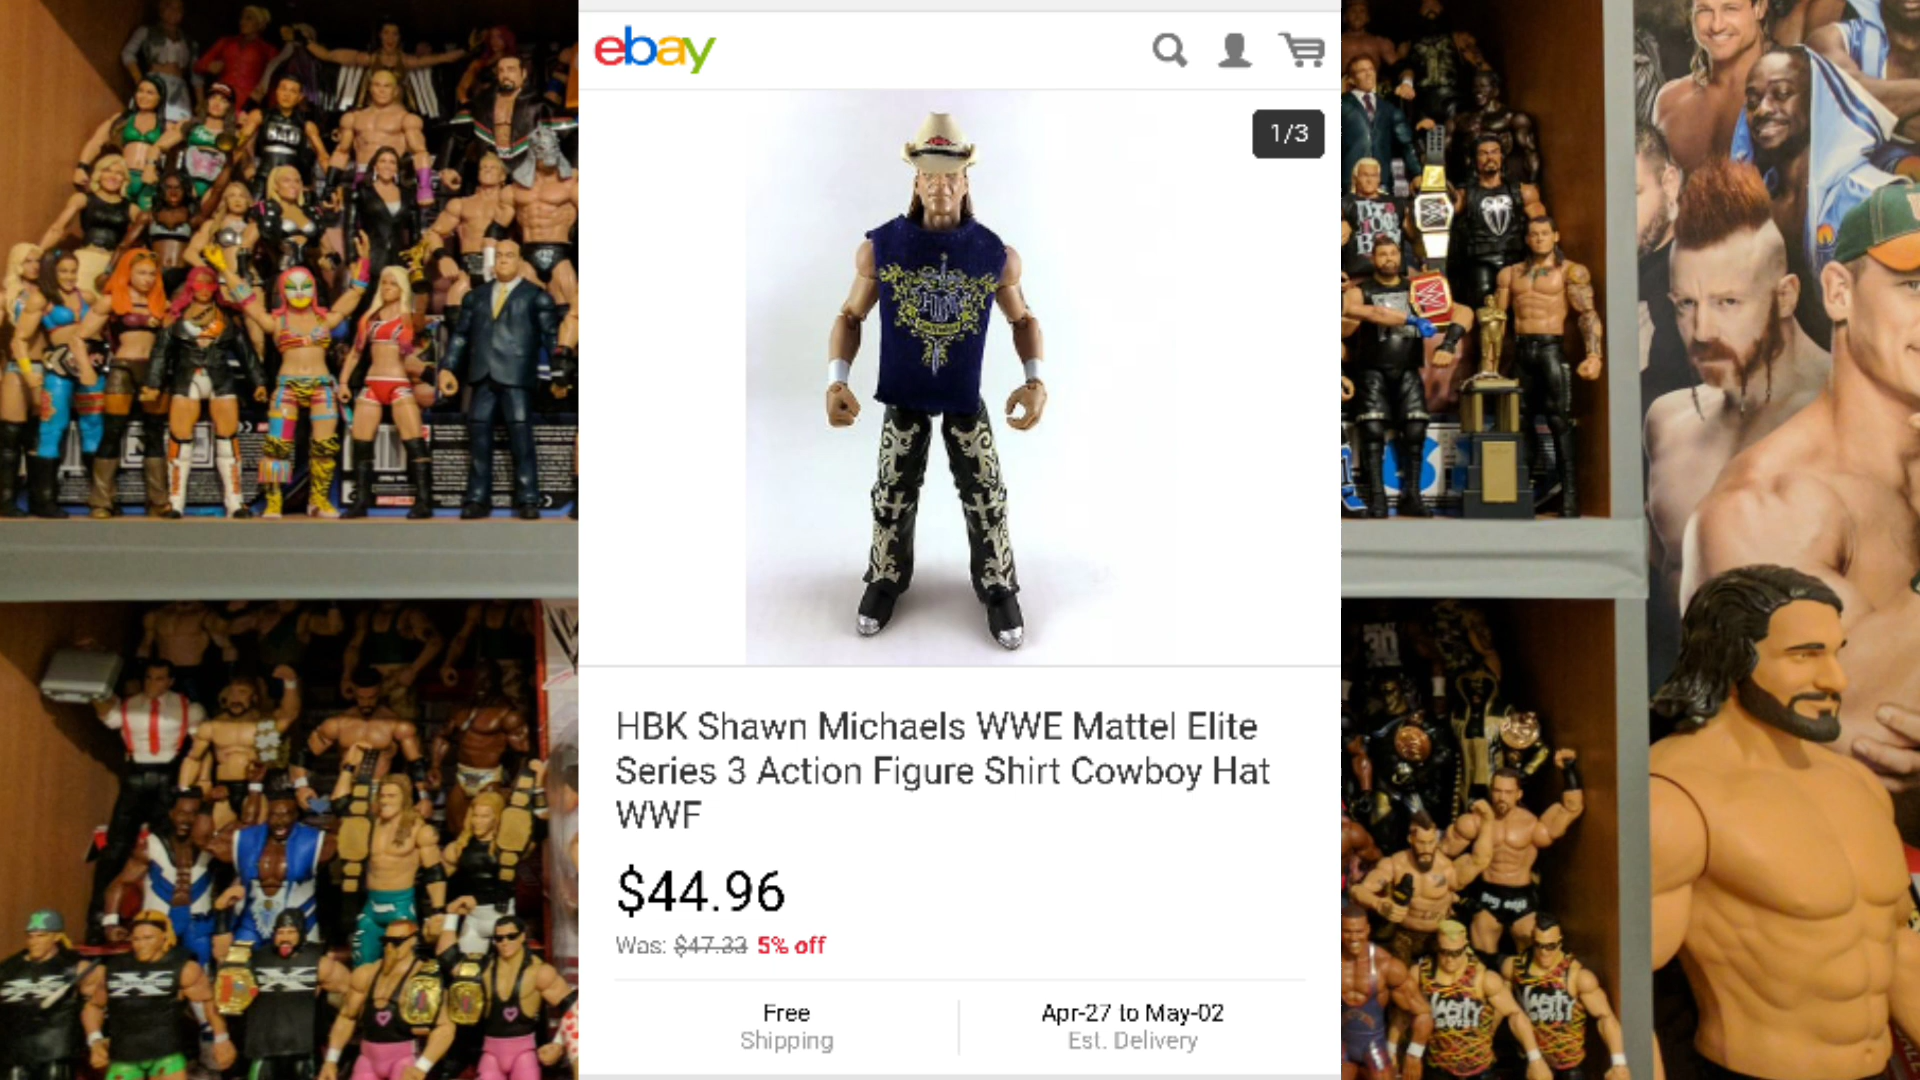 ebay
1/3
HBK Shawn Michaels WWE Mattel Elite
Series 3 Action Figure Shirt Cowboy Hat
WWF
$44.96
Was: $47.33 5% off
Free
Shipping
Apr-27 to May-02
Est. Delivery